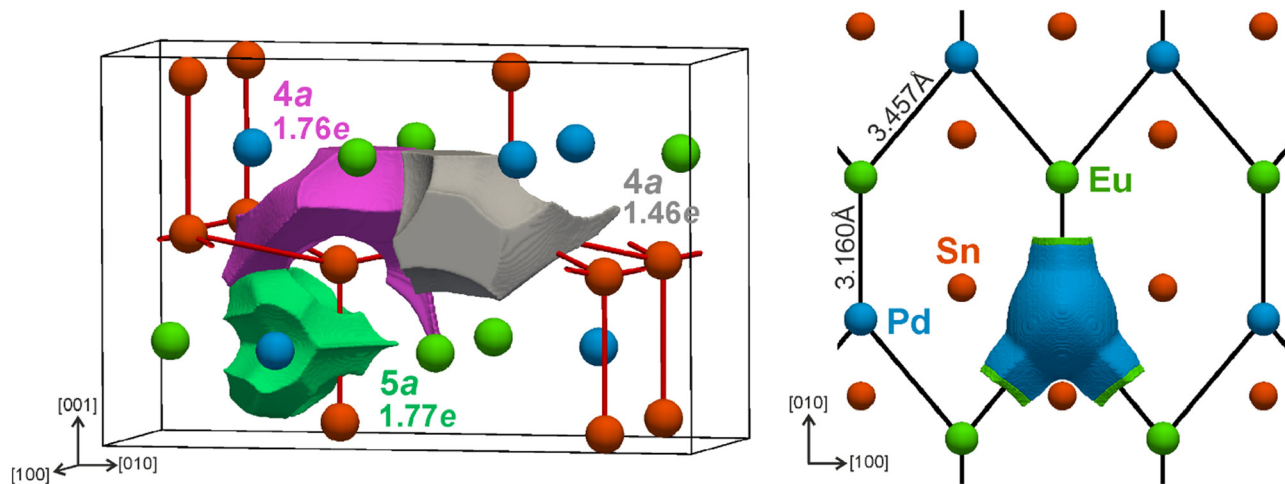 4a
1.76e
4a
1.46e
5a
1.77e
[001]
[100]
[010]
3.457Å
Eu
3.160Å
Sn
Pd
[010]
[100]